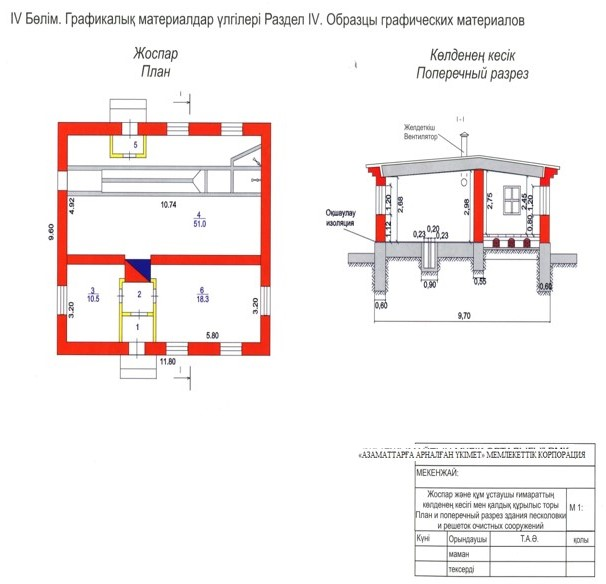 IV Бөлім. Графикалық материалдар үлгілері Раздел IV. Образцы графических материалов
Жоспар
План
Көлденең кесік
Поперечный разрез
I
I - I
Желдеткіш
Вентилятор
5
4.92
10.74
4
51.0
9.60
3
10.5
2
6
18.3
3.20
3.20
1
5.80
11.80
I
Оқшаулау
изоляция
1,20
2,68
2,98
2,75
2,45
1,20
1,12
0,80
0,20
0,23
0,23
0,60
0,90
0,55
0,60
9,70
«АЗАМАТТАРҒА АРНАЛҒАН ҮКІМЕТ» МЕМЛЕКЕТТІК КОРПОРАЦИЯ
МЕКЕНЖАЙ:
Жоспар және құм ұстаушы ғимараттың
көлденең кесігі мен қалдық құрылыс торы
План и поперечный разрез здания песколовки
и решеток очистных сооружений
М 1:
Күні Орындаушы Т.А.Ә. қолы
маман
тексерді